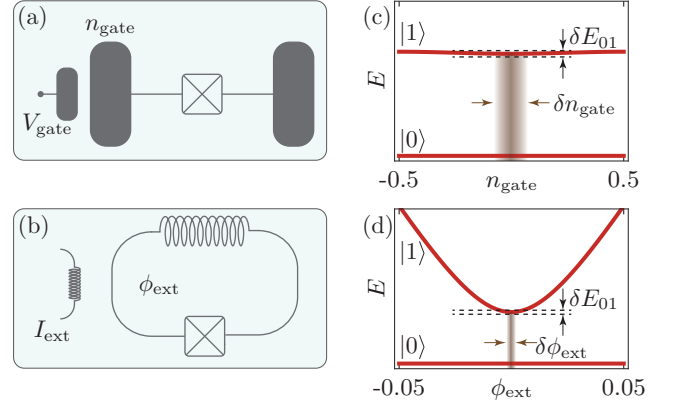 (a)
n_gate
V_gate
(b)
ϕ_ext
I_ext
(c)
|1⟩
δE_01
E
δn_gate
|0⟩
-0.5
n_gate
0.5
(d)
|1⟩
E
δE_01
|0⟩
δϕ_ext
-0.05
ϕ_ext
0.05